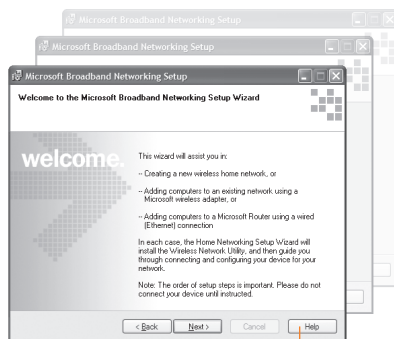 Microsoft Broadband Networking Setup
Microsoft Broadband Networking Setup
Microsoft Broadband Networking Setup
Welcome to the Microsoft Broadband Networking Setup Wizard
welcome.
This wizard will assist you in:
-- Creating a new wireless home network, or
-- Adding computers to an existing network using a
Microsoft wireless adapter, or
-- Adding computers to a Microsoft Router using a wired
(Ethernet) connection
In each case, the Home Networking Setup Wizard will
install the Wireless Network Utility, and then guide you
through connecting and configuring your device for your
network.
Note: The order of setup steps is important. Please do not
connect your device until instructed.
< Back Next > Cancel Help